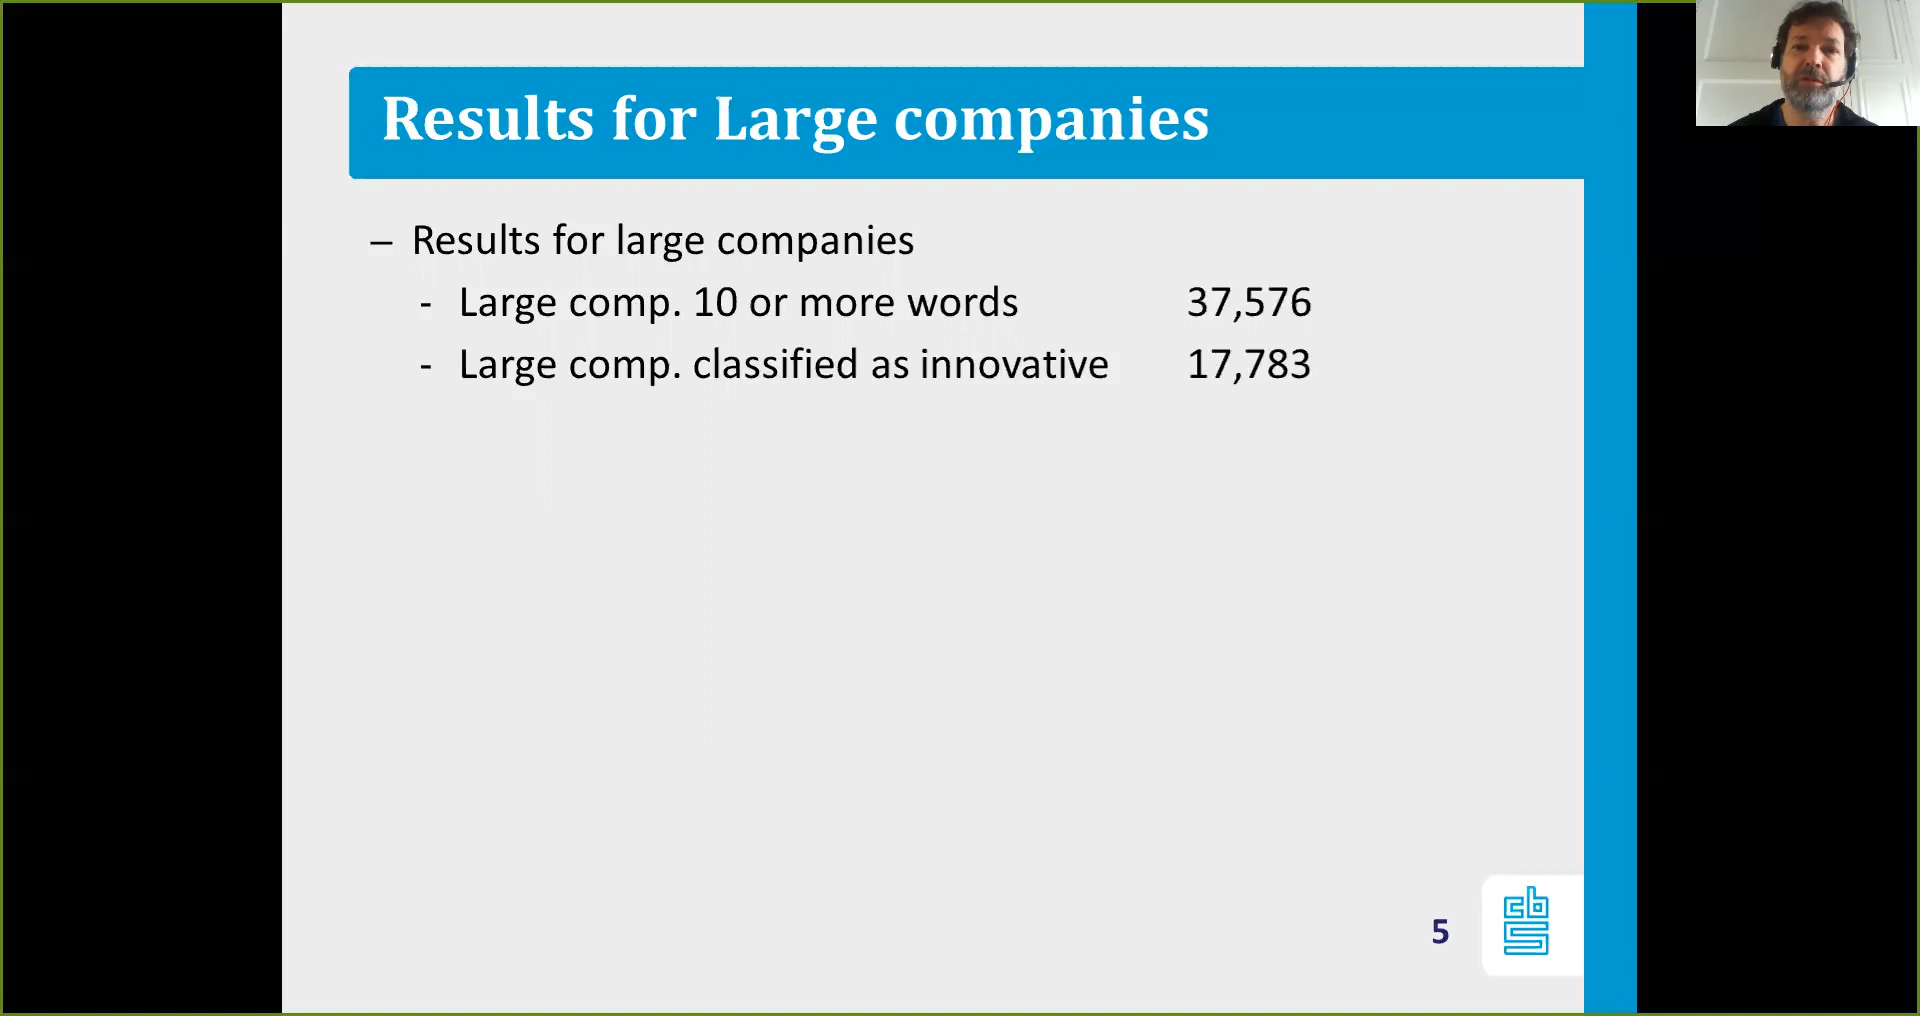 Results for Large companies
– Results for large companies
- Large comp. 10 or more words 37,576
- Large comp. classified as innovative 17,783
5
cbs